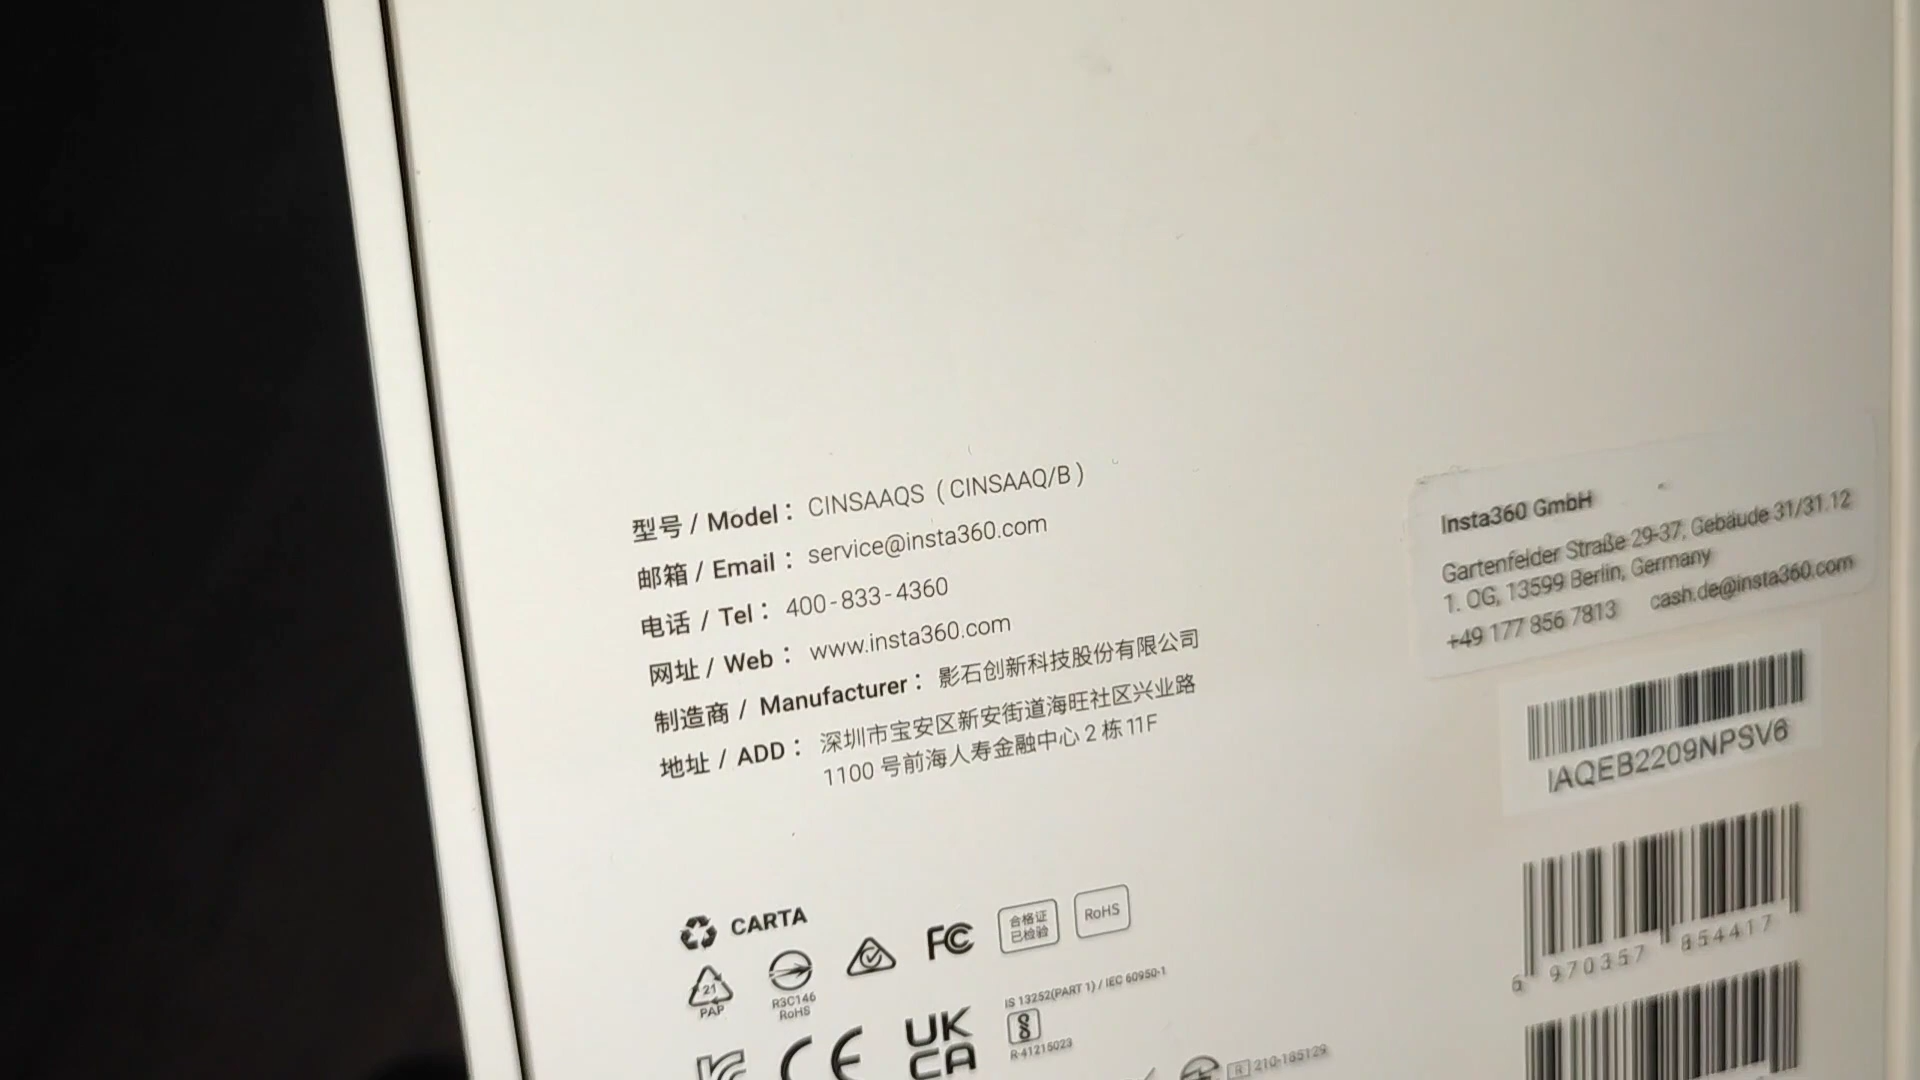 型号 / Model： CINSAAQS（CINSAAQ/B）
邮箱 / Email： service@insta360.com
电话 / Tel： 400-833-4360
网址 / Web： www.insta360.com
制造商 / Manufacturer： 影石创新科技股份有限公司
地址 / ADD： 深圳市宝安区新安街道海旺社区兴业路
1100 号前海人寿金融中心 2 栋 11F
Insta360 GmbH
Gartenfelder Straße 29-37, Gebäude 31/31.12
1. OG, 13599 Berlin, Germany
+49 177 856 7813 cash.de@insta360.com
IAQEB2209NPSV6
6 970357 854417
CARTA
FC
合格证
已检验
RoHS
21
PAP
R3C146
RoHS
CE
UK
CA
IS 13252(PART 1) / IEC 60950-1
R-41215023
R 210-185129